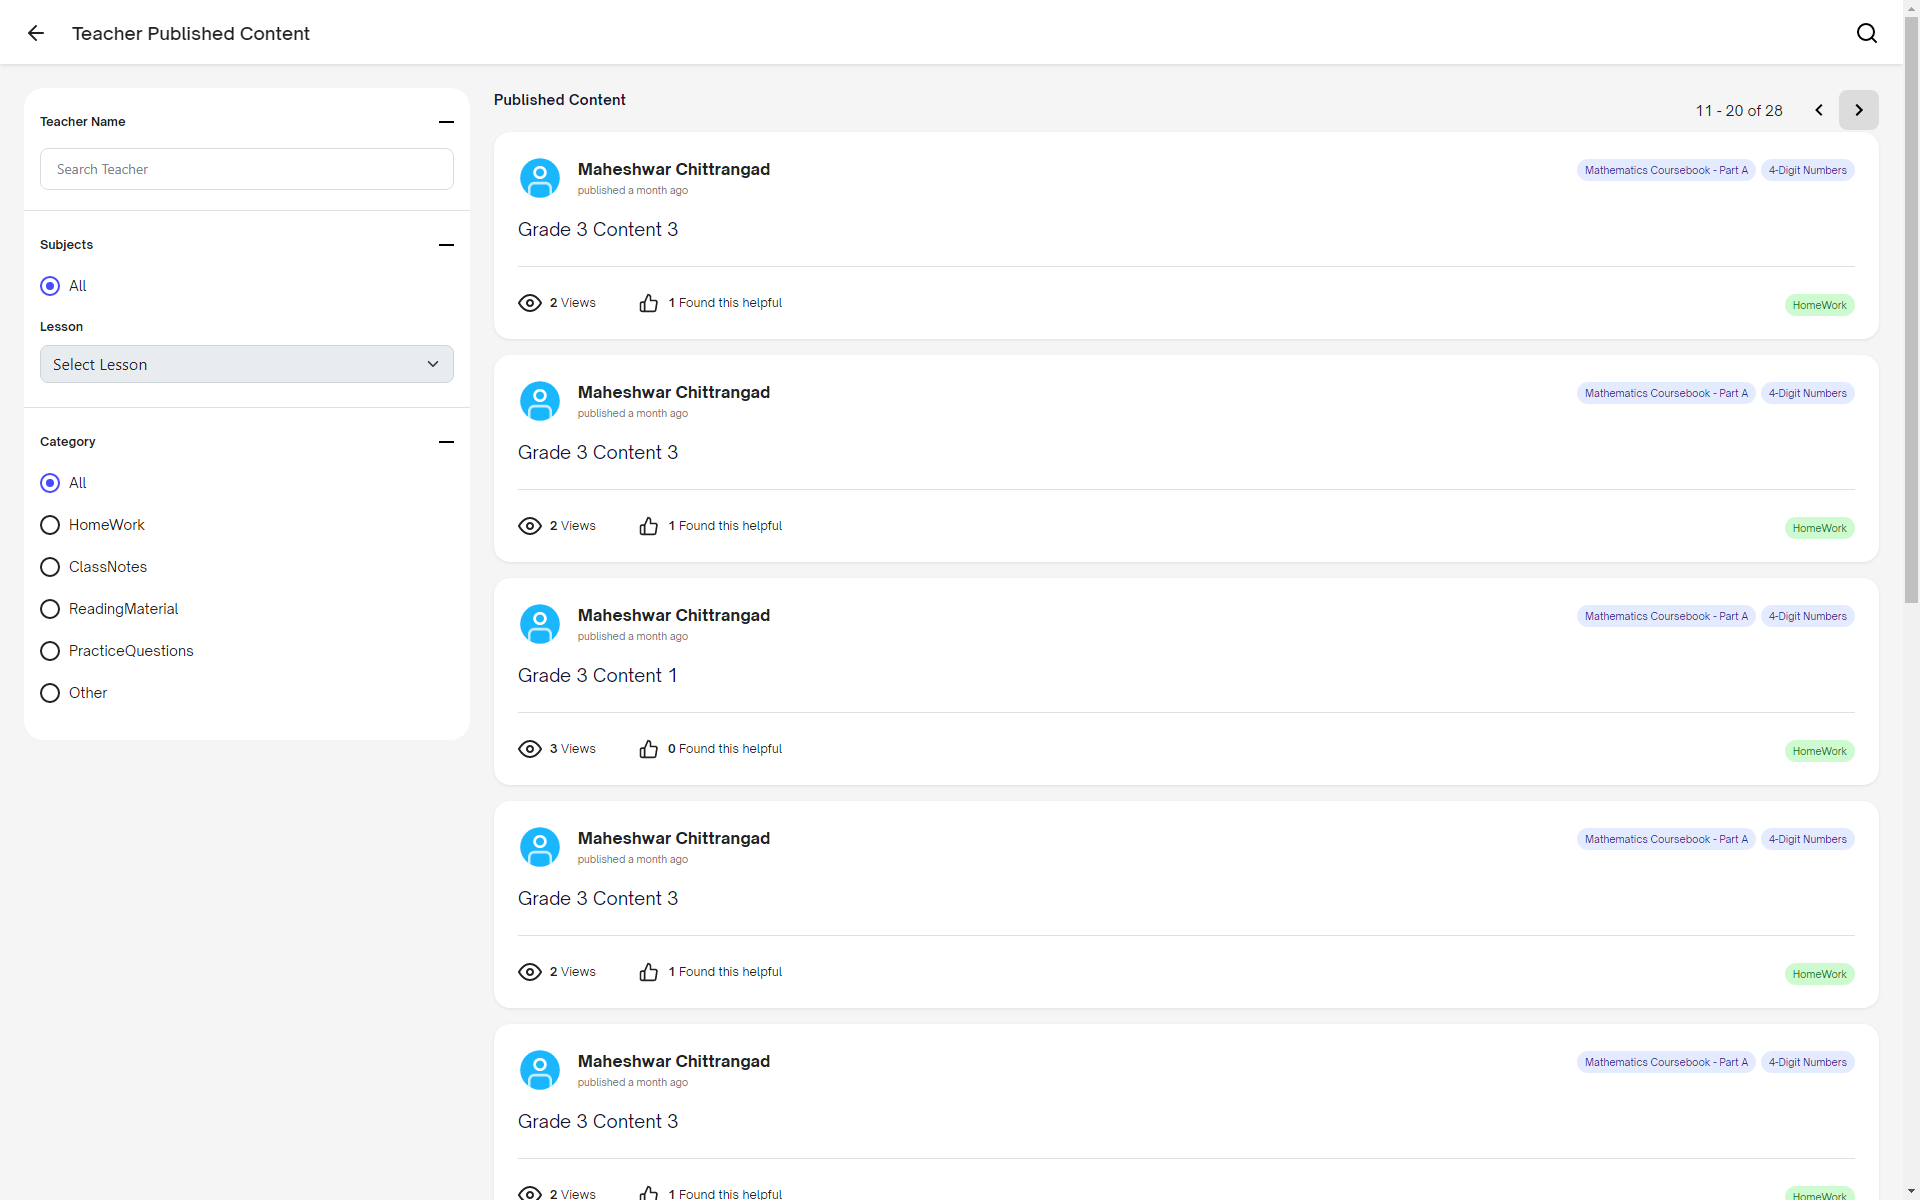 Teacher Published Content
Teacher Name
Search Teacher
Subjects
All
Lesson
Select Lesson
Category
All
HomeWork
ClassNotes
ReadingMaterial
PracticeQuestions
Other
Published Content
11 - 20 of 28
Maheshwar Chittrangad
published a month ago
Mathematics Coursebook - Part A
4-Digit Numbers
Grade 3 Content 3
2 Views
1 Found this helpful
HomeWork
Maheshwar Chittrangad
published a month ago
Mathematics Coursebook - Part A
4-Digit Numbers
Grade 3 Content 3
2 Views
1 Found this helpful
HomeWork
Maheshwar Chittrangad
published a month ago
Mathematics Coursebook - Part A
4-Digit Numbers
Grade 3 Content 1
3 Views
0 Found this helpful
HomeWork
Maheshwar Chittrangad
published a month ago
Mathematics Coursebook - Part A
4-Digit Numbers
Grade 3 Content 3
2 Views
1 Found this helpful
HomeWork
Maheshwar Chittrangad
published a month ago
Mathematics Coursebook - Part A
4-Digit Numbers
Grade 3 Content 3
2 Views
1 Found this helpful
HomeWork